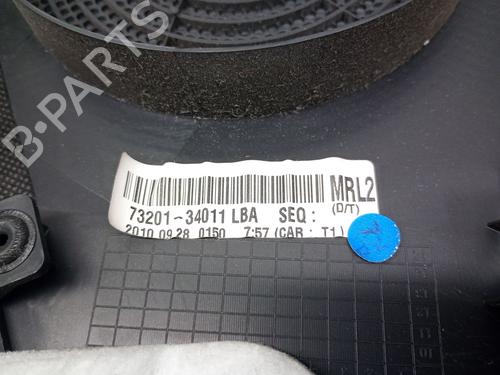 B-PARTS
MRL2
73201-34011 LBA SEQ : (D/T)
2010.09.28 0150 7:57 (CAR : T1)